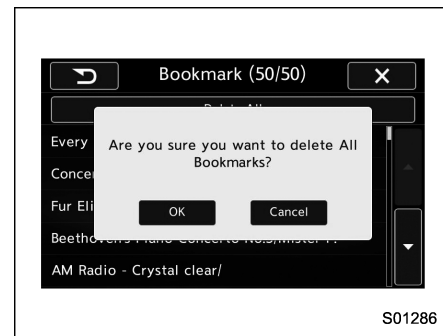 Bookmark (50/50)
Every
Are you sure you want to delete All
Bookmarks?
Fur Eli
OK
Cancel
AM Radio - Crystal clear/
S01286